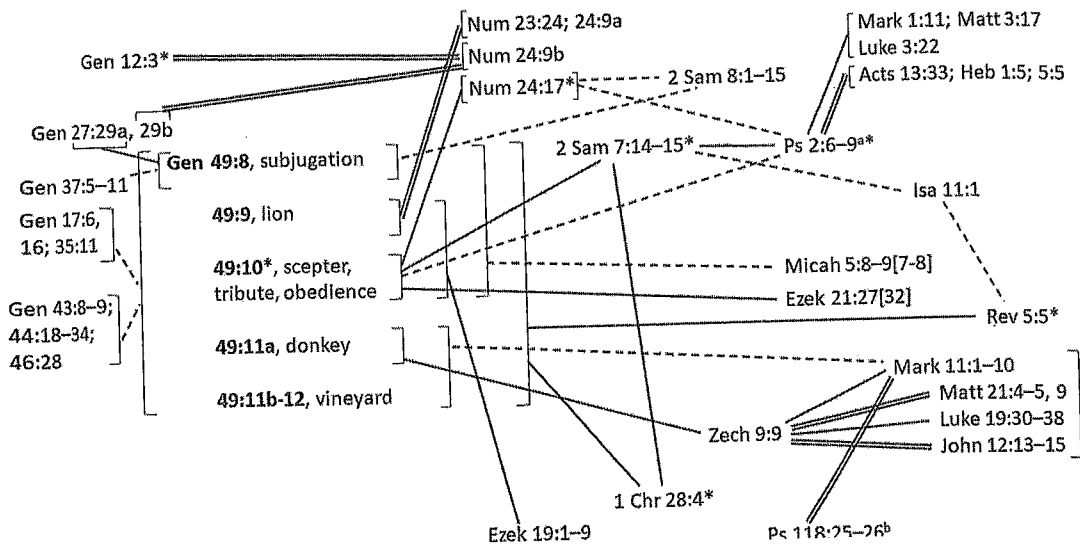 Num 23:24; 24:9a
Mark 1:11; Matt 3:17
Luke 3:22
Gen 12:3*
Num 24:9b
Acts 13:33; Heb 1:5; 5:5
Num 24:17*
2 Sam 8:1–15
Gen 27:29a, 29b
2 Sam 7:14–15*
Ps 2:6–9ᵃ*
Gen 49:8, subjugation
Gen 37:5–11
Isa 11:1
Gen 17:6,
16; 35:11
49:9, lion
49:10*, scepter,
tribute, obedience
Micah 5:8–9[7-8]
Ezek 21:27[32]
Gen 43:8–9;
44:18–34;
46:28
Rev 5:5*
49:11a, donkey
Mark 11:1–10
Matt 21:4–5, 9
49:11b-12, vineyard
Luke 19:30–38
Zech 9:9
John 12:13–15
1 Chr 28:4*
Ezek 19:1–9
Ps 118:25–26ᵇ